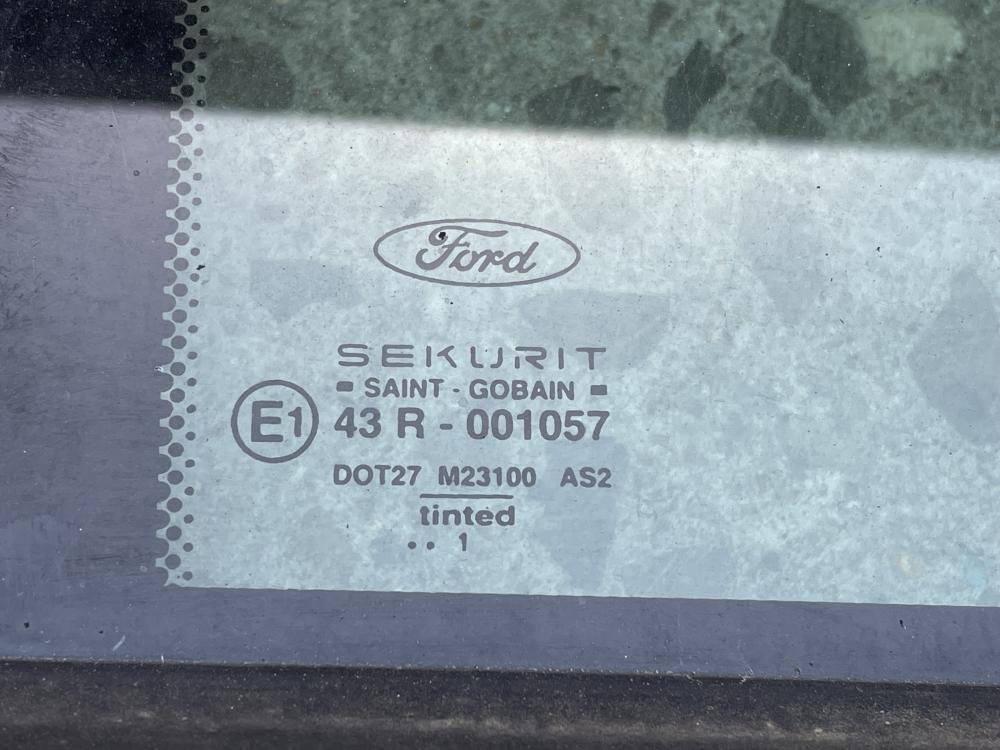 Ford
SEKURIT
SAINT - GOBAIN
E1 43 R - 001057
DOT27 M23100 AS2
tinted
.. 1